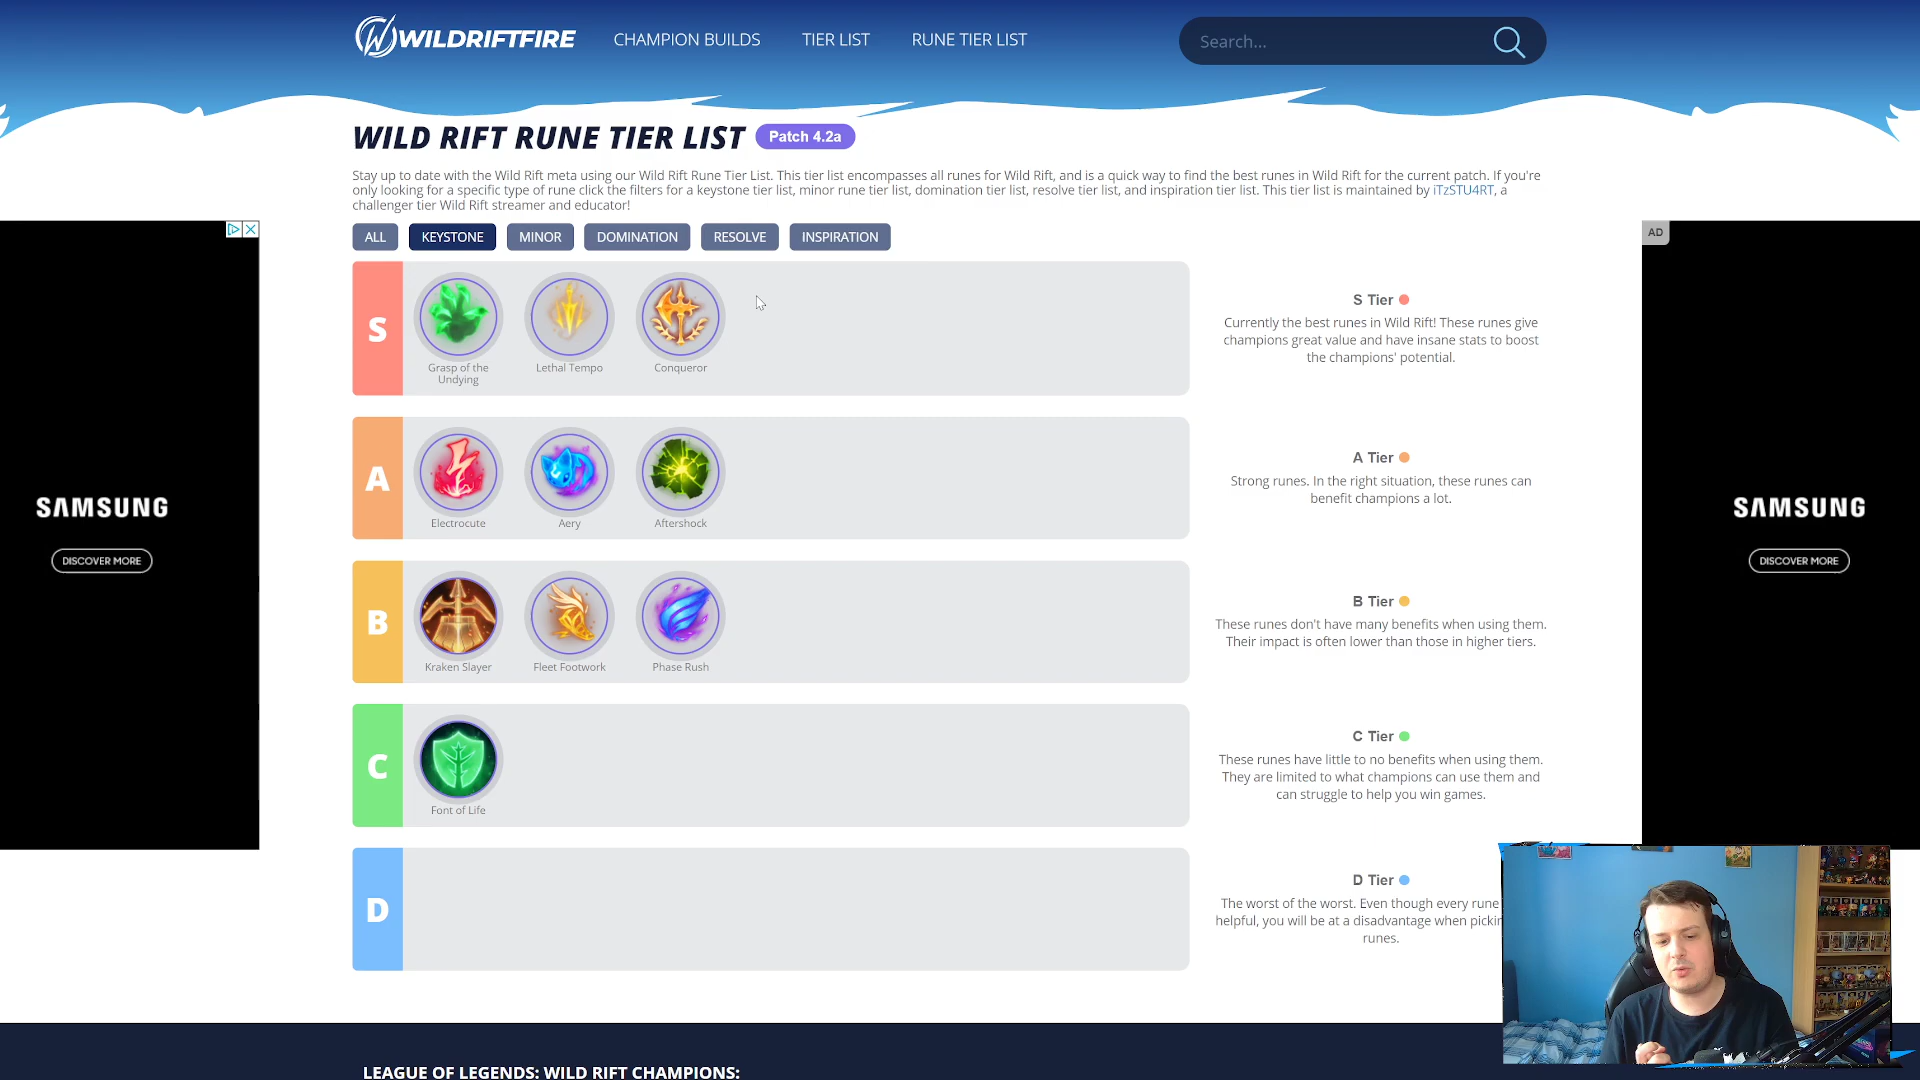 WILDRIFTFIRE
CHAMPION BUILDS
TIER LIST
RUNE TIER LIST
Search...
WILD RIFT RUNE TIER LIST
Patch 4.2a
Stay up to date with the Wild Rift meta using our Wild Rift Rune Tier List. This tier list encompasses all runes for Wild Rift, and is a quick way to find the best runes in Wild Rift for the current patch. If you're
only looking for a specific type of rune click the filters for a keystone tier list, minor rune tier list, domination tier list, resolve tier list, and inspiration tier list. This tier list is maintained by iTzSTU4RT, a
challenger tier Wild Rift streamer and educator!
ALL
KEYSTONE
MINOR
DOMINATION
RESOLVE
INSPIRATION
S
Grasp of the
Undying
Lethal Tempo
Conqueror
S Tier
Currently the best runes in Wild Rift! These runes give
champions great value and have insane stats to boost
the champions' potential.
A
Electrocute
Aery
Aftershock
A Tier
Strong runes. In the right situation, these runes can
benefit champions a lot.
B
Kraken Slayer
Fleet Footwork
Phase Rush
B Tier
These runes don't have many benefits when using them.
Their impact is often lower than those in higher tiers.
C
Font of Life
C Tier
These runes have little to no benefits when using them.
They are limited to what champions can use them and
can struggle to help you win games.
D
D Tier
The worst of the worst. Even though every rune
helpful, you will be at a disadvantage when
runes.
SAMSUNG
DISCOVER MORE
AD
SAMSUNG
DISCOVER MORE
LEAGUE OF LEGENDS: WILD RIFT CHAMPIONS: